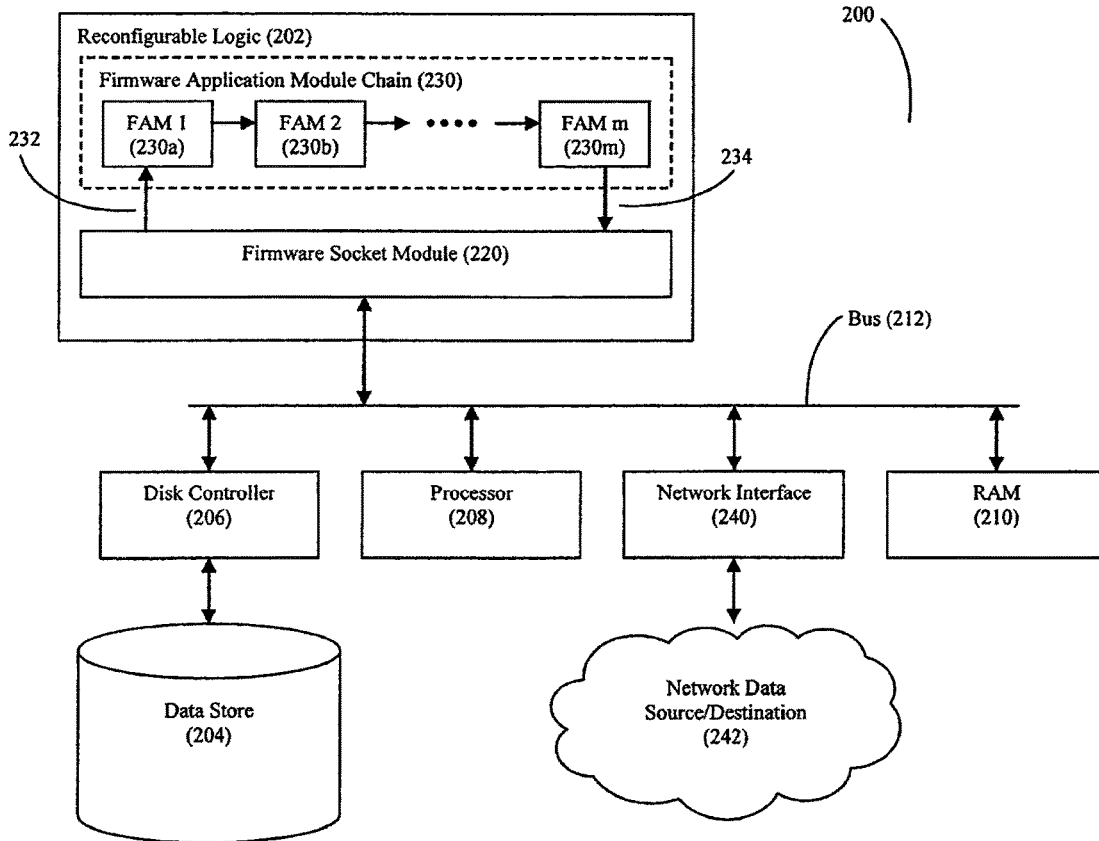 200
Reconfigurable Logic (202)
Firmware Application Module Chain (230)
FAM 1
(230a)
FAM 2
(230b)
FAM m
(230m)
232
234
Firmware Socket Module (220)
Bus (212)
Disk Controller
(206)
Processor
(208)
Network Interface
(240)
RAM
(210)
Data Store
(204)
Network Data
Source/Destination
(242)